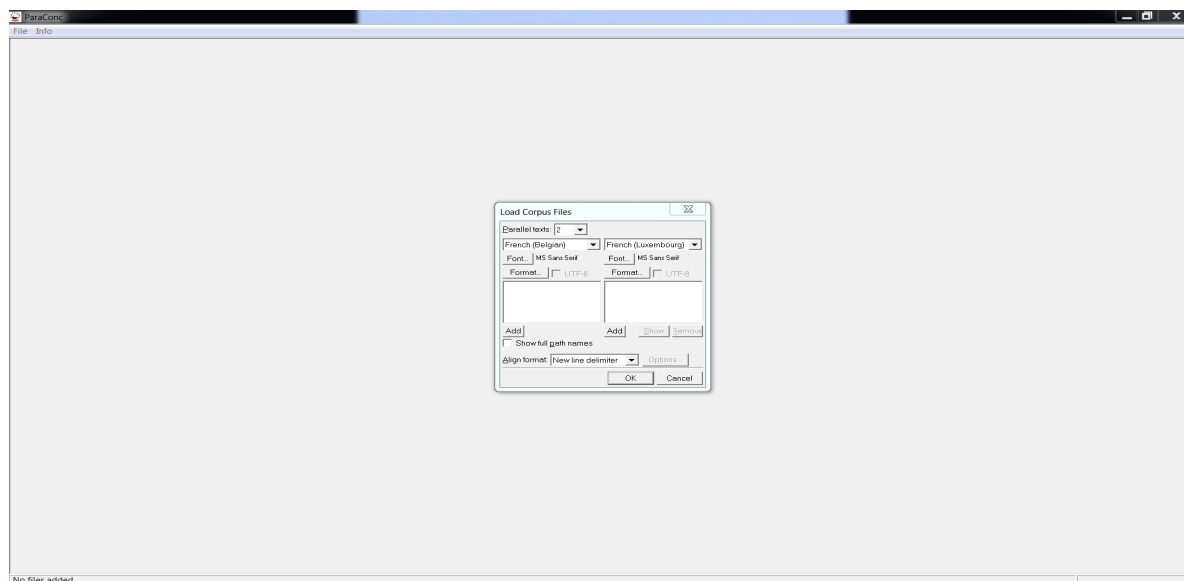 ParaConc
File Info
Load Corpus Files
Parallel texts: 2
French (Belgian) French (Luxembourg)
Font... MS Sans Serif Font... MS Sans Serif
Format... UTF-8 Format... UTF-8
Add Add Show Remove
Show full path names
Align format: New line delimiter Options...
OK Cancel
No files added